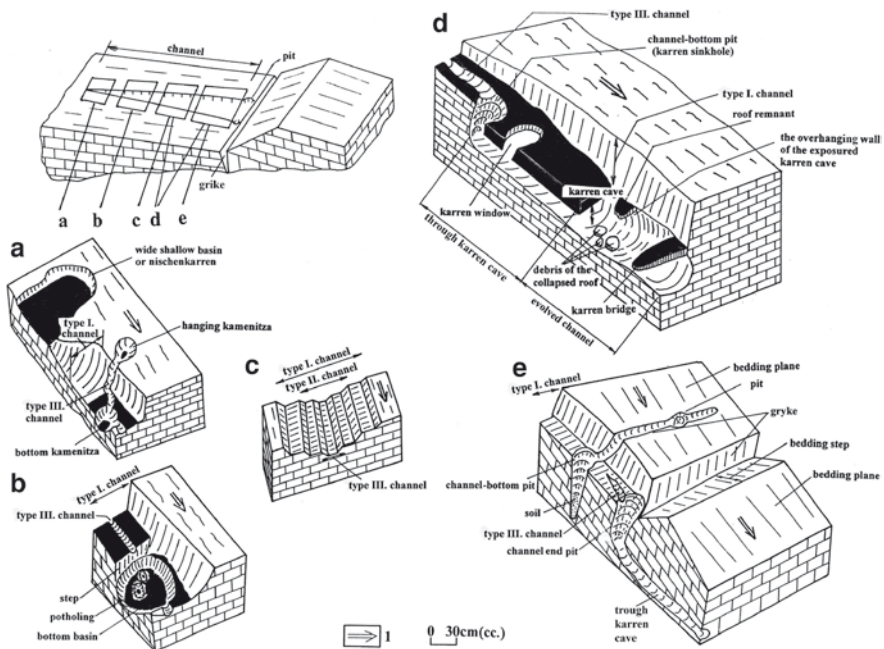 a
channel
pit
grike
a b c d e
d
type III. channel
channel-bottom pit
(karren sinkhole)
type I. channel
roof remnant
the overhanging wall
of the exposured
karren cave
karren cave
karren window
through karren cave
debris of the
collapsed roof
karren bridge
evolved channel
a
wide shallow basin
or nischenkarren
type I.
channel
hanging kamenitza
type III.
channel
bottom kamenitza
c
type I. channel
type II. channel
type III. channel
b
type I. channel
type III. channel
step
potholing
bottom basin
e
type I. channel
bedding plane
pit
gryke
bedding step
bedding plane
channel-bottom pit
soil
type III. channel
channel end pit
trough
karren
cave
1
0 30cm(cc.)